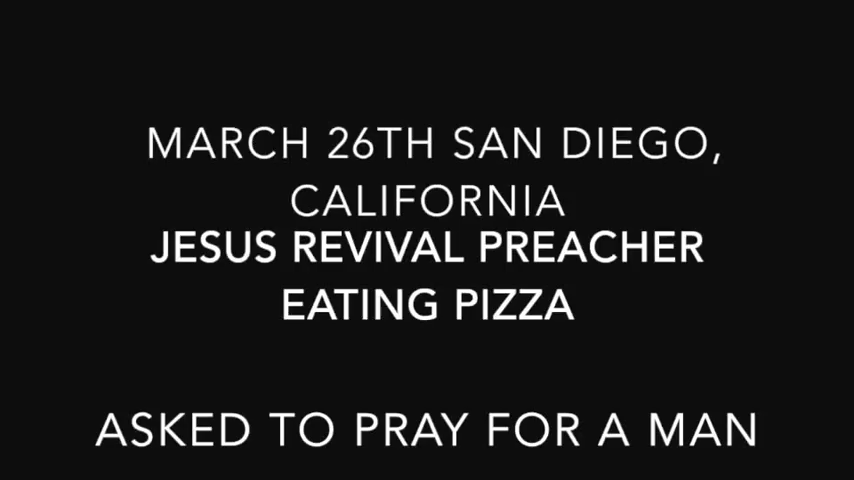 MARCH 26TH SAN DIEGO,
CALIFORNIA
JESUS REVIVAL PREACHER
EATING PIZZA
ASKED TO PRAY FOR A MAN